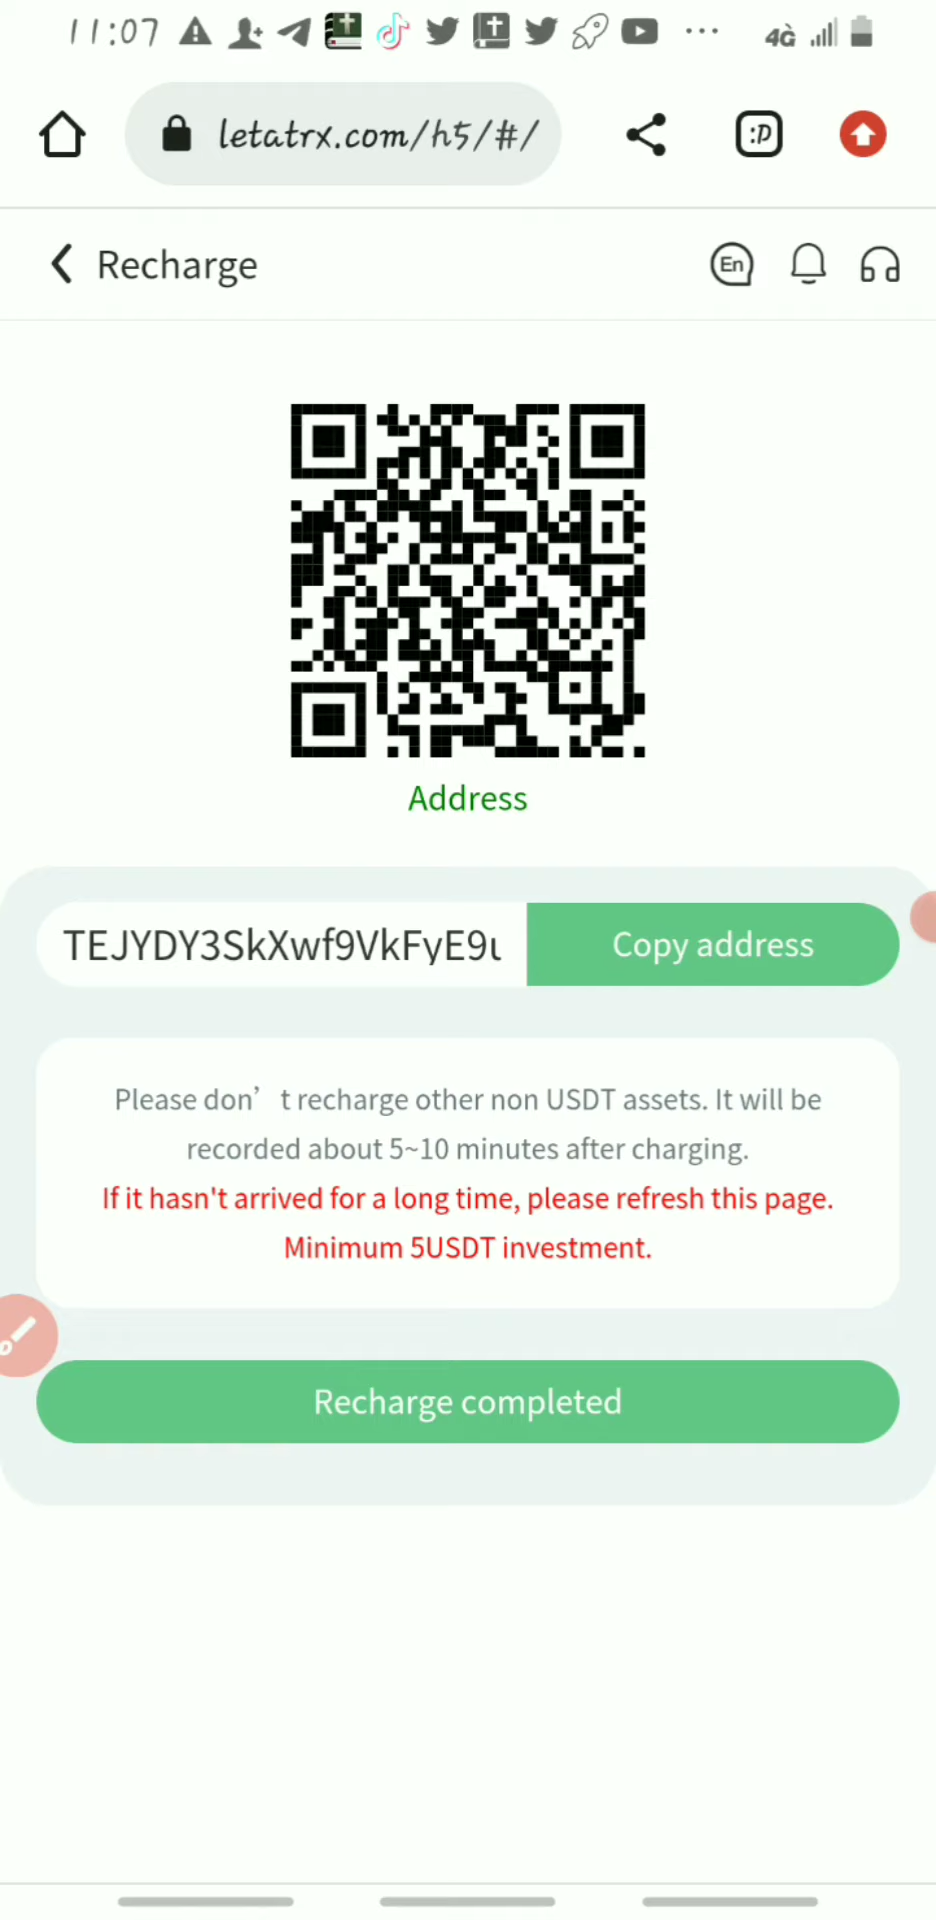 11:07
4G
letatrx.com/h5/#/
:D
Recharge
En
Address
TEJYDY3SkXwf9VkFyE9
Copy address
Please don’t recharge other non USDT assets. It will be
recorded about 5~10 minutes after charging.
If it hasn't arrived for a long time, please refresh this page.
Minimum 5USDT investment.
Recharge completed